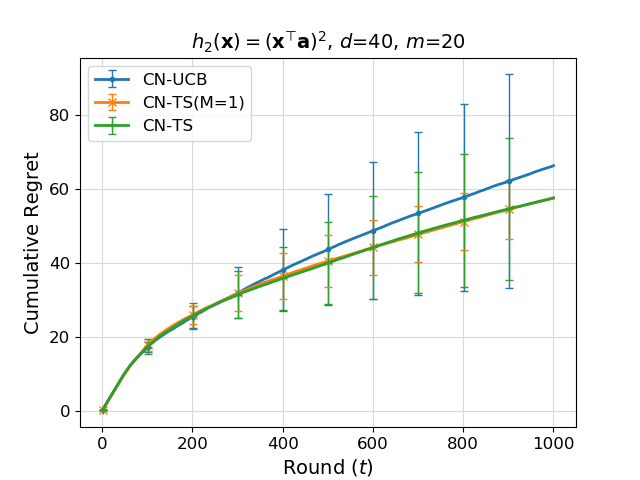 h₂(𝐱) = (𝐱⊤𝐚)², d=40, m=20
CN-UCB
CN-TS(M=1)
CN-TS
Cumulative Regret
80
60
40
20
0
0 200 400 600 800 1000
Round (t)